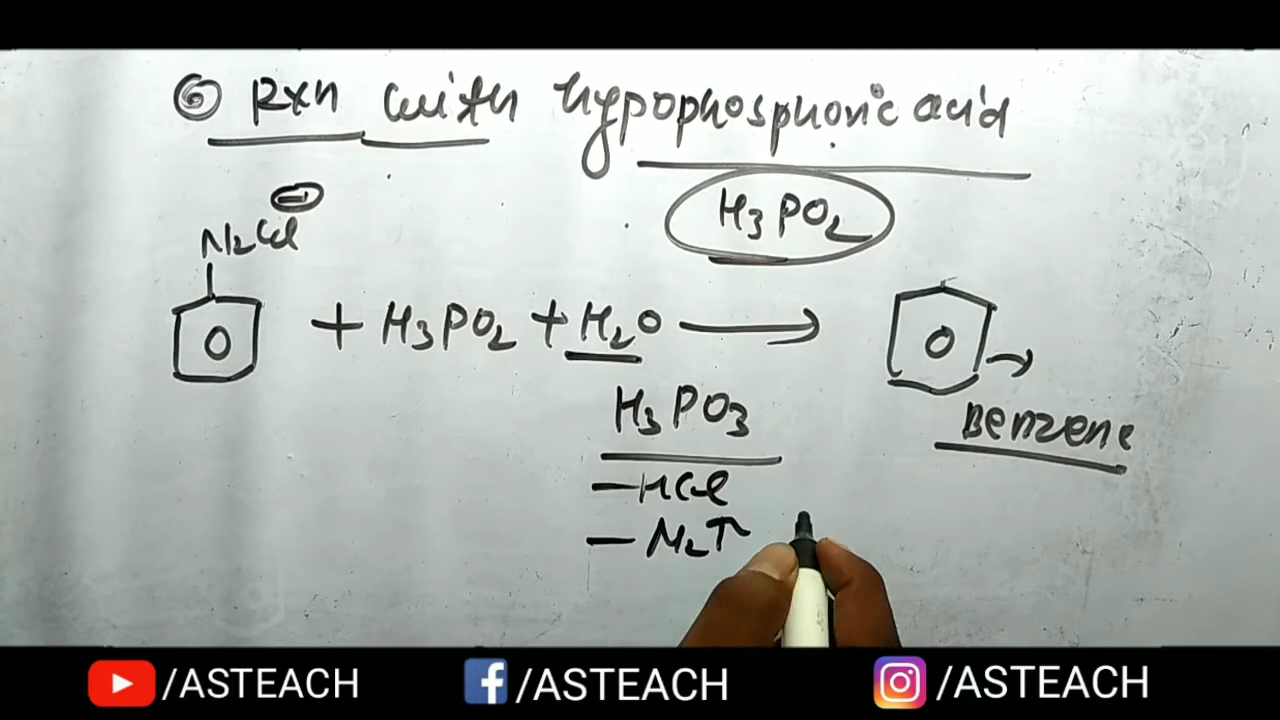 ⑥ Rxn with hypophosphoric acid
H3PO2
N2Cl ⊖
+ H3PO2 + H2O ⟶
H3PO3
Benzene
—HCl
—N2↑
/ASTEACH /ASTEACH /ASTEACH